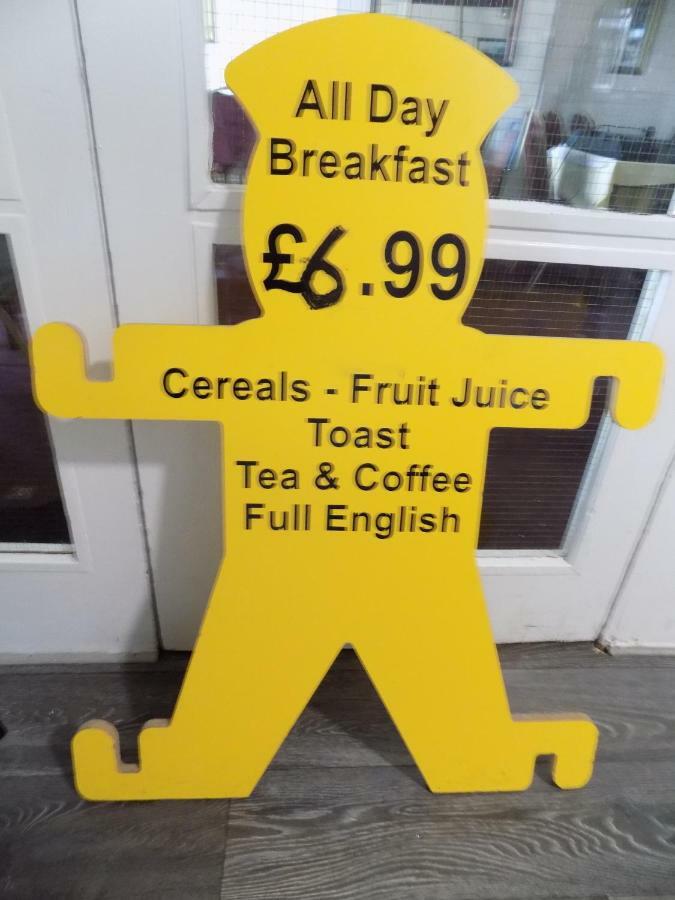 All Day
Breakfast
£6.99
Cereals - Fruit Juice
Toast
Tea & Coffee
Full English